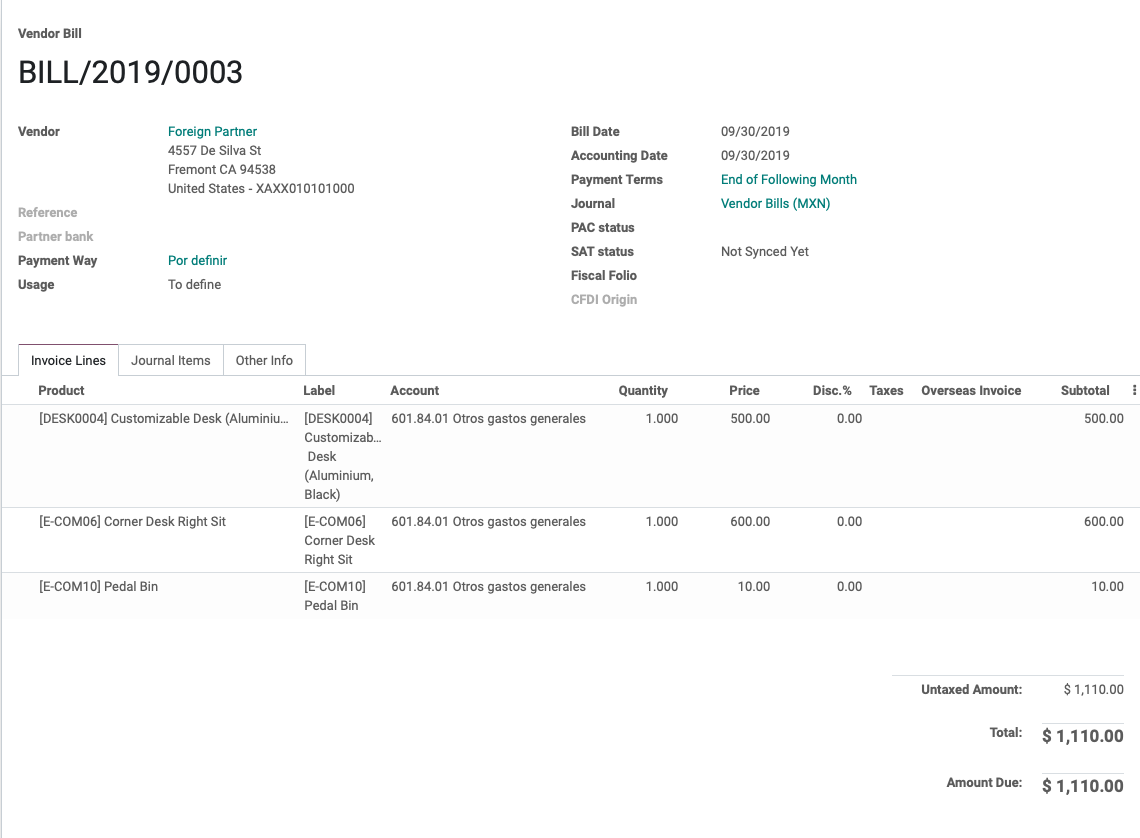 Vendor Bill
BILL/2019/0003
Vendor Foreign Partner
4557 De Silva St
Fremont CA 94538
United States - XAXX010101000
Reference
Partner bank
Payment Way Por definir
Usage To define
Bill Date 09/30/2019
Accounting Date 09/30/2019
Payment Terms End of Following Month
Journal Vendor Bills (MXN)
PAC status
SAT status Not Synced Yet
Fiscal Folio
CFDI Origin
Invoice Lines Journal Items Other Info
Product Label Account Quantity Price Disc.% Taxes Overseas Invoice Subtotal
[DESK0004] Customizable Desk (Aluminiu... [DESK0004] 601.84.01 Otros gastos generales 1.000 500.00 0.00 500.00
Customizab...
Desk
(Aluminium,
Black)
[E-COM06] Corner Desk Right Sit [E-COM06] 601.84.01 Otros gastos generales 1.000 600.00 0.00 600.00
Corner Desk
Right Sit
[E-COM10] Pedal Bin [E-COM10] 601.84.01 Otros gastos generales 1.000 10.00 0.00 10.00
Pedal Bin
Untaxed Amount: $ 1,110.00
Total: $ 1,110.00
Amount Due: $ 1,110.00